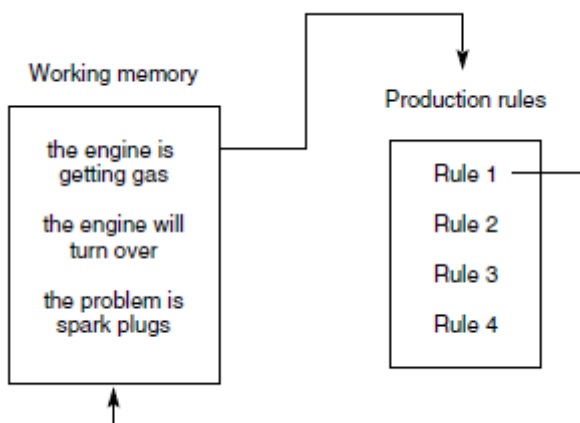 Working memory
the engine is
getting gas
the engine will
turn over
the problem is
spark plugs
Production rules
Rule 1
Rule 2
Rule 3
Rule 4